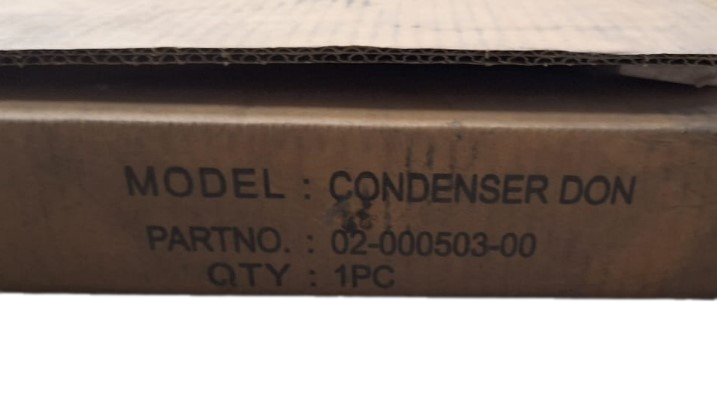 MODEL : CONDENSER DON
PARTNO. : 02-000503-00
QTY : 1PC